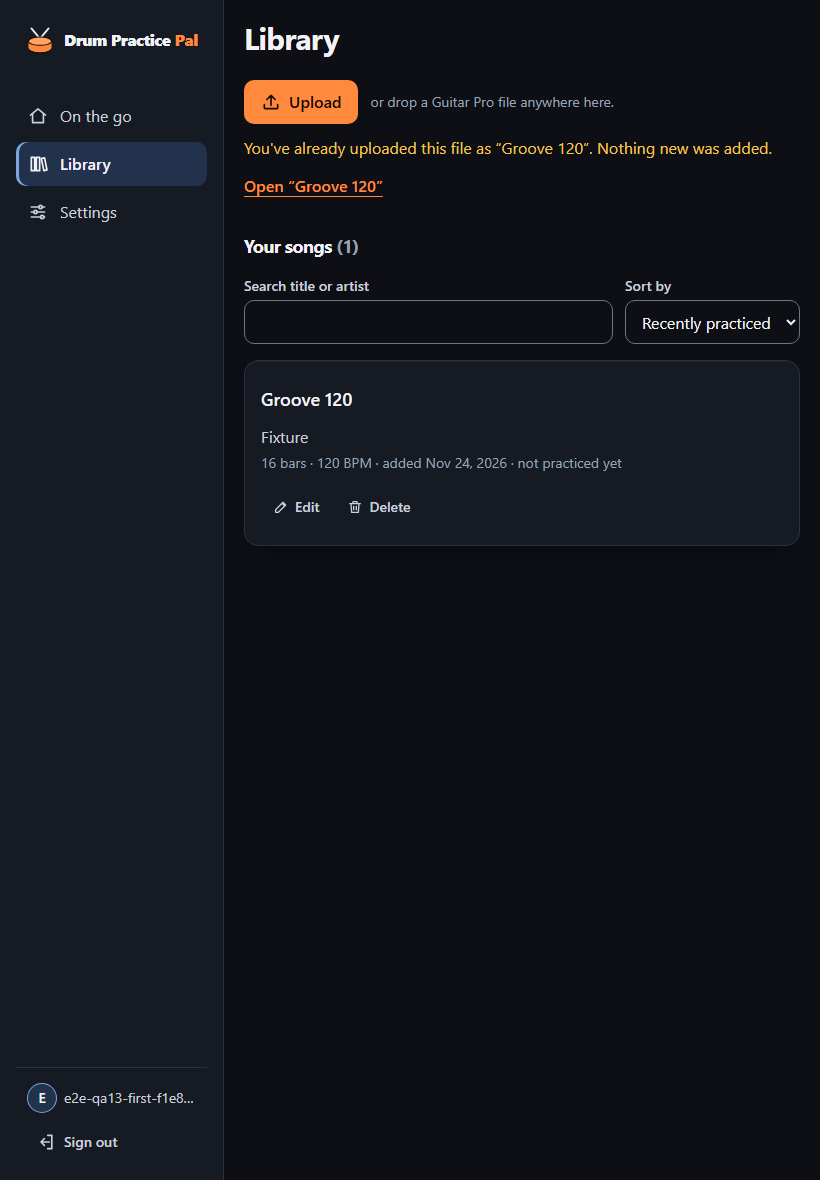 Drum Practice Pal
On the go
Library
Settings
Library
Upload
or drop a Guitar Pro file anywhere here.
You've already uploaded this file as “Groove 120”. Nothing new was added.
Open “Groove 120”
Your songs (1)
Search title or artist
Sort by
Recently practiced
Groove 120
Fixture
16 bars · 120 BPM · added Nov 24, 2026 · not practiced yet
Edit
Delete
E
e2e-qa13-first-f1e8...
Sign out